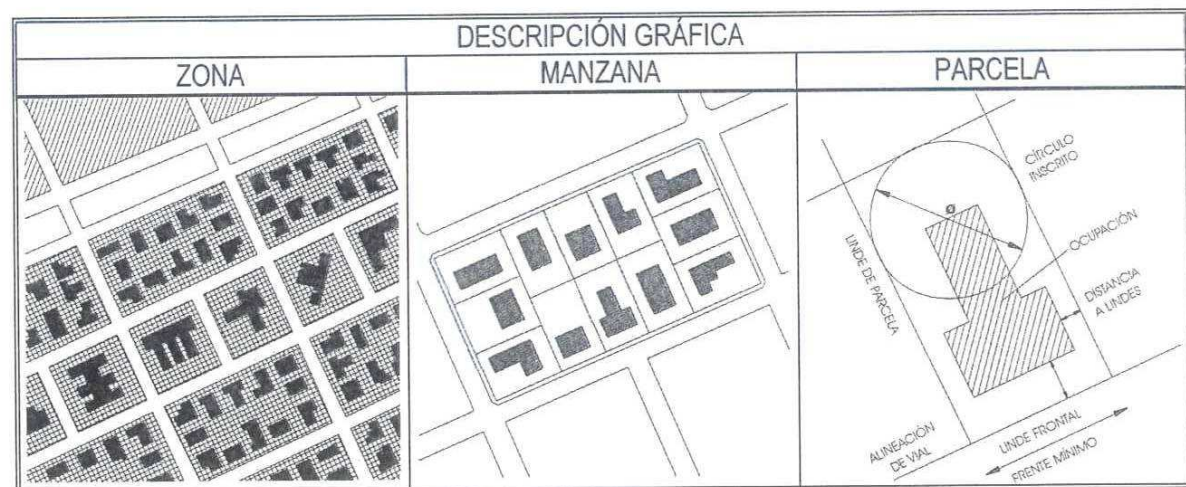 DESCRIPCIÓN GRÁFICA
ZONA
MANZANA
PARCELA
CÍRCULO
INSCRITO
Ø
OCUPACIÓN
LINDE DE PARCELA
DISTANCIA
A LINDES
ALINEACIÓN
DE VIAL
LINDE FRONTAL
FRENTE MÍNIMO